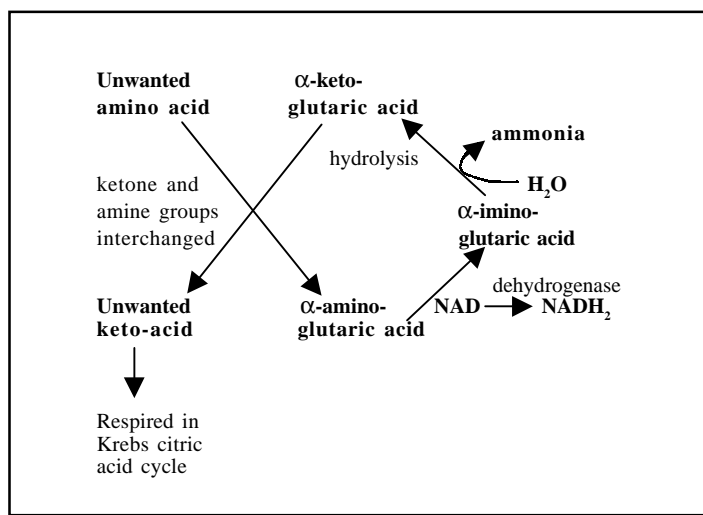 Unwanted
amino acid
α-keto-
glutaric acid
ammonia
hydrolysis
H₂O
ketone and
amine groups
interchanged
α-imino-
glutaric acid
dehydrogenase
Unwanted
keto-acid
α-amino-
glutaric acid
NAD
NADH₂
Respired in
Krebs citric
acid cycle